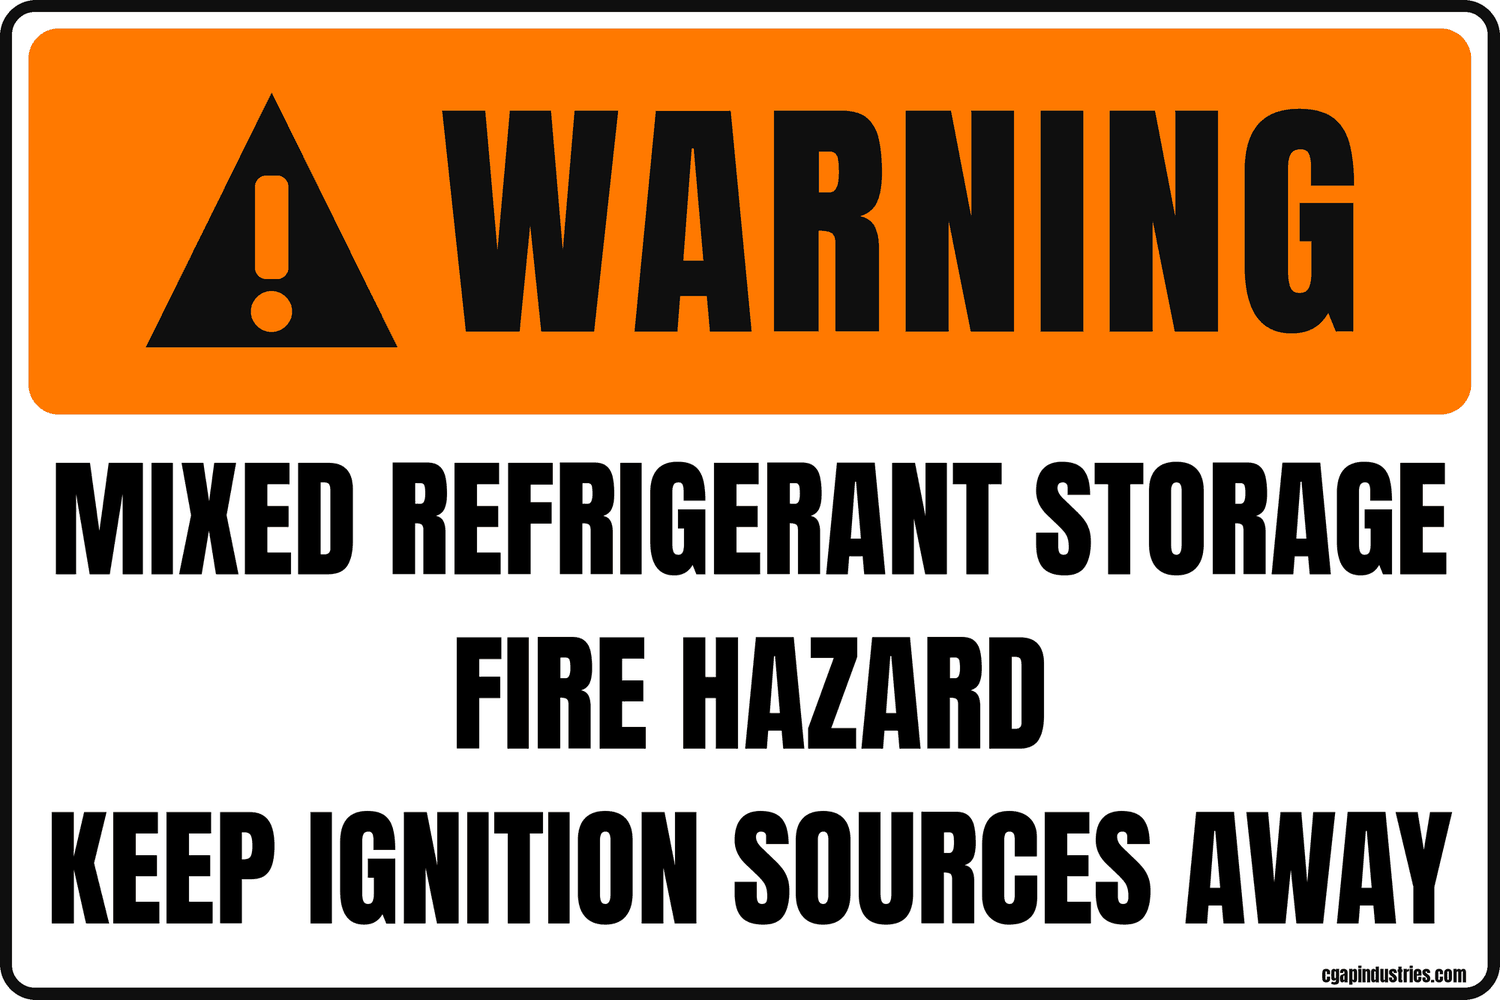 WARNING
MIXED REFRIGERANT STORAGE
FIRE HAZARD
KEEP IGNITION SOURCES AWAY
cgapindustries.com